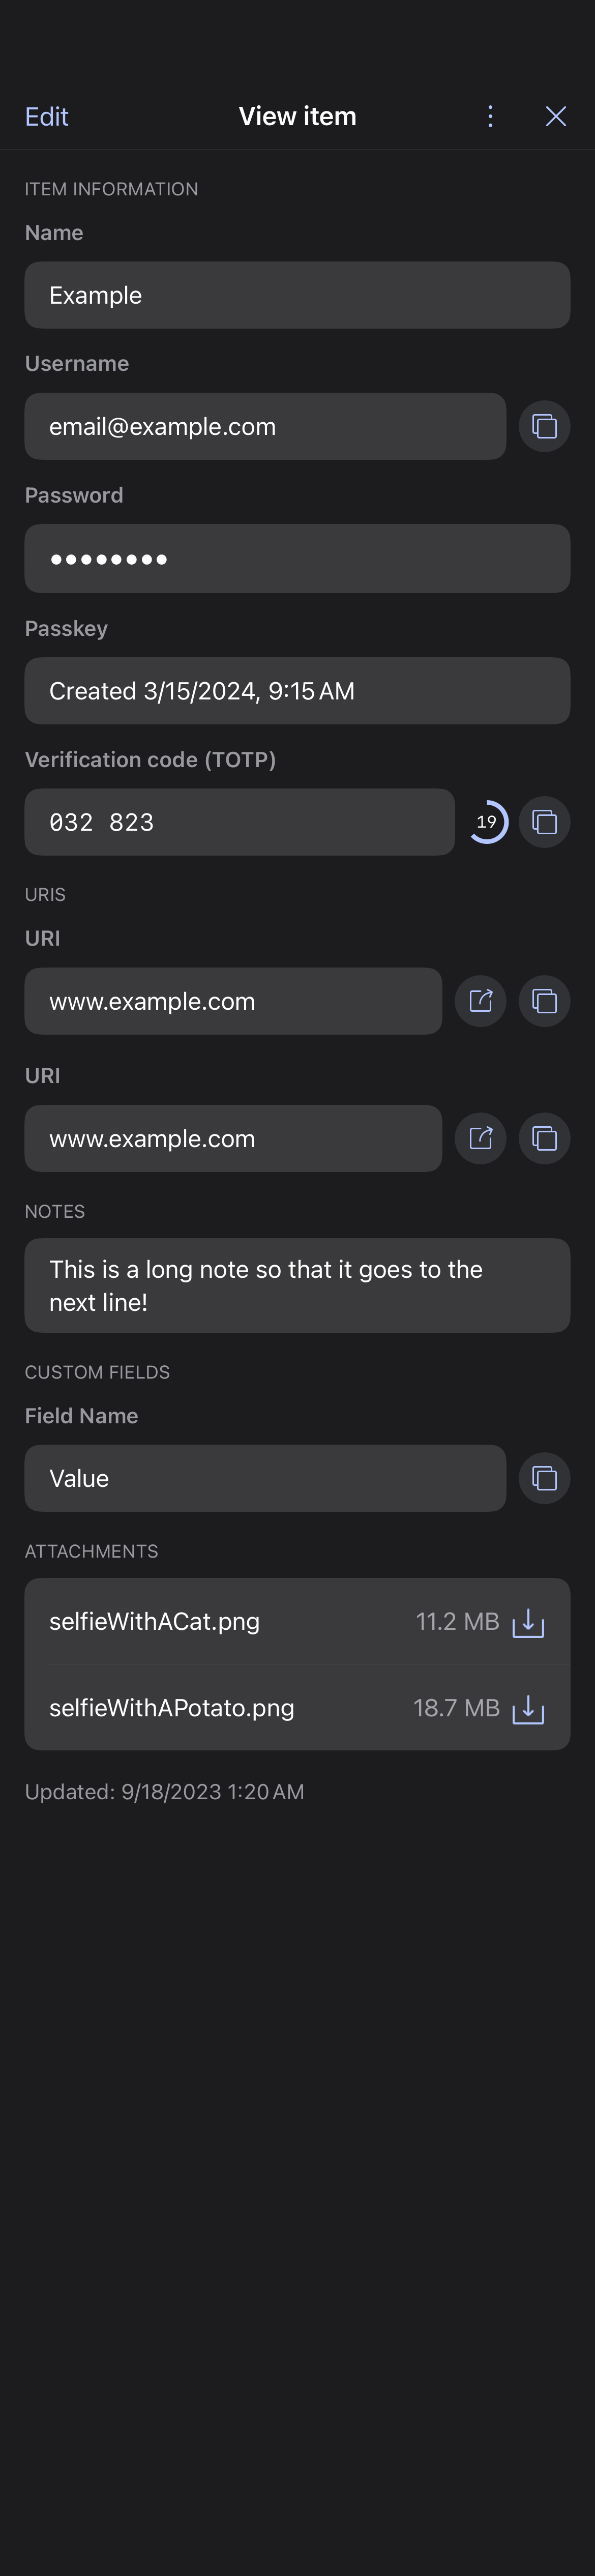 Edit View item
ITEM INFORMATION
Name
Example
Username
email@example.com
Password
••••••••
Passkey
Created 3/15/2024, 9:15 AM
Verification code (TOTP)
032 823 19
URIS
URI
www.example.com
URI
www.example.com
NOTES
This is a long note so that it goes to the
next line!
CUSTOM FIELDS
Field Name
Value
ATTACHMENTS
selfieWithACat.png 11.2 MB
selfieWithAPotato.png 18.7 MB
Updated: 9/18/2023 1:20 AM